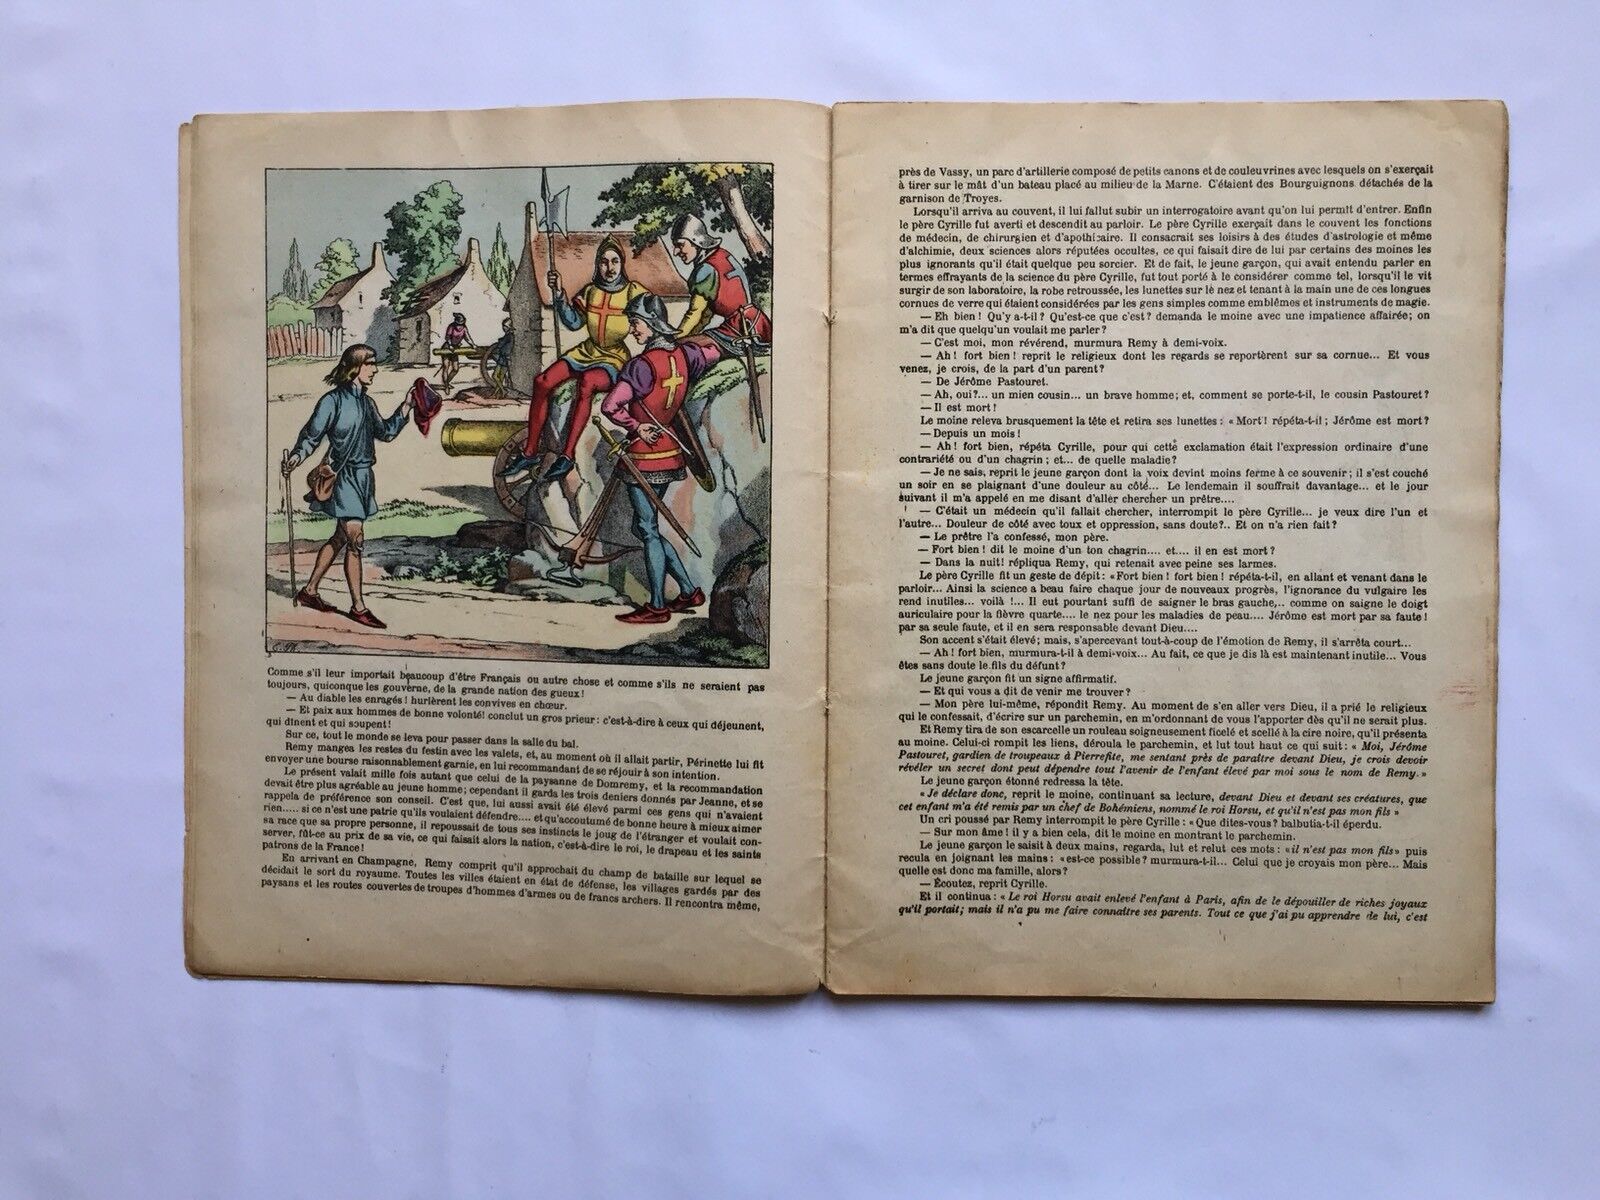 Comme s'il leur importait beaucoup d'être Français ou autre chose et comme s'ils ne seraient pas
toujours, quiconque les gouverne, de la grande nation des gueux!
— Au diable les enragés! hurlèrent les convives en chœur.
— Et paix aux hommes de bonne volonté! conclut un gros prieur: c'est-à-dire à ceux qui déjeunent,
qui dînent et qui soupent!
Sur ce, tout le monde se leva pour passer dans la salle du bal.
Remy mangea les restes du festin avec les valets, et, au moment où il allait partir, Périnette lui fit
envoyer une bourse raisonnablement garnie, en lui recommandant de se réjouir à son intention.
Le présent valait mille fois autant que celui de la paysanne de Domremy, et la recommandation
devait être plus agréable au jeune homme; cependant il garda les trois deniers donnés par Jeanne, et se
rappela de préférence son conseil. C'est que, lui aussi avait été élevé parmi ces gens qui n'avaient
rien..... si ce n'est une patrie qu'ils voulaient défendre.... et qu'accoutumé de bonne heure à mieux aimer
sa race que sa propre personne, il repoussait de tous ses instincts le joug de l'étranger et voulait con-
server, fût-ce au prix de sa vie, ce qui faisait alors la nation, c'est-à-dire le roi, le drapeau et les saints
patrons de la France!
En arrivant en Champagne, Remy comprit qu'il approchait du champ de bataille sur lequel se
décidait le sort du royaume. Toutes les villes étaient en état de défense, les villages gardés par des
paysans et les routes couvertes de troupes d'hommes d'armes ou de francs archers. Il rencontra même,
près de Vassy, un parc d'artillerie composé de petits canons et de couleuvrines avec lesquels on s'exerçait
à tirer sur le mât d'un bateau placé au milieu de la Marne. C'étaient des Bourguignons détachés de la
garnison de Troyes.
Lorsqu'il arriva au couvent, il lui fallut subir un interrogatoire avant qu'on lui permît d'entrer. Enfin
le père Cyrille fut averti et descendit au parloir. Le père Cyrille exerçait dans le couvent les fonctions
de médecin, de chirurgien et d'apothicaire. Il consacrait ses loisirs à des études d'astrologie et même
d'alchimie, deux sciences alors réputées occultes, ce qui faisait dire de lui par certains des moines les
plus ignorants qu'il était quelque peu sorcier. Et de fait, le jeune garçon, qui avait entendu parler en
termes effrayants de la science du père Cyrille, fut tout porté à le considérer comme tel, lorsqu'il le vit
surgir de son laboratoire, la robe retroussée, les lunettes sur le nez et tenant à la main une de ces longues
cornues de verre qui étaient considérées par les gens simples comme emblêmes et instruments de magie.
— Eh bien! Qu'y a-t-il? Qu'est-ce que c'est? demanda le moine avec une impatience affairée; on
m'a dit que quelqu'un voulait me parler?
— C'est moi, mon révérend, murmura Remy à demi-voix.
— Ah! fort bien! reprit le religieux dont les regards se reportèrent sur sa cornue... Et vous
venez, je crois, de la part d'un parent?
— De Jérôme Pastouret.
— Ah, oui?... un mien cousin... un brave homme; et, comment se porte-t-il, le cousin Pastouret?
— Il est mort!
Le moine releva brusquement la tête et retira ses lunettes: « Mort! répéta-t-il; Jérôme est mort?
— Depuis un mois!
— Ah! fort bien, répéta Cyrille, pour qui cette exclamation était l'expression ordinaire d'une
contrariété ou d'un chagrin; et... de quelle maladie?
— Je ne sais, reprit le jeune garçon dont la voix devint moins ferme à ce souvenir; il s'est couché
un soir en se plaignant d'une douleur au côté... Le lendemain il souffrait davantage... et le jour
suivant il m'a appelé en me disant d'aller chercher un prêtre....
— C'était un médecin qu'il fallait chercher, interrompit le père Cyrille... je veux dire l'un et
l'autre... Douleur de côté avec toux et oppression, sans doute?.. Et on n'a rien fait?
— Le prêtre l'a confessé, mon père.
— Fort bien! dit le moine d'un ton chagrin.... et.... il en est mort?
— Dans la nuit! répliqua Remy, qui retenait avec peine ses larmes.
Le père Cyrille fit un geste de dépit: « Fort bien! fort bien! répéta-t-il, en allant et venant dans le
parloir... Ainsi la science a beau faire chaque jour de nouveaux progrès, l'ignorance du vulgaire les
rend inutiles... voilà!... Il eut pourtant suffi de saigner le bras gauche,.. comme on saigne le doigt
auriculaire pour la fièvre quarte.... le nez pour les maladies de peau.... Jérôme est mort par sa faute!
par sa seule faute, et il en sera responsable devant Dieu....
Son accent s'était élevé; mais, s'apercevant tout-à-coup de l'émotion de Remy, il s'arrêta court...
— Ah! fort bien, murmura-t-il à demi-voix... Au fait, ce que je dis là est maintenant inutile... Vous
êtes sans doute le fils du défunt?
Le jeune garçon fit un signe affirmatif.
— Et qui vous a dit de venir me trouver?
— Mon père lui-même, répondit Remy. Au moment de s'en aller vers Dieu, il a prié le religieux
qui le confessait, d'écrire sur un parchemin, en m'ordonnant de vous l'apporter dès qu'il ne serait plus.
Et Remy tira de son escarcelle un rouleau soigneusement ficelé et scellé à la cire noire, qu'il présenta
au moine. Celui-ci rompit les liens, déroula le parchemin, et lut tout haut ce qui suit: « Moi, Jérôme
Pastouret, gardien de troupeaux à Pierrefite, me sentant près de paraître devant Dieu, je crois devoir
révéler un secret dont peut dépendre tout l'avenir de l'enfant élevé par moi sous le nom de Remy. »
Le jeune garçon étonné redressa la tête.
« Je déclare donc, reprit le moine, continuant sa lecture, devant Dieu et devant ses créatures, que
cet enfant m'a été remis par un chef de Bohémiens, nommé le roi Horsu, et qu'il n'est pas mon fils »
Un cri poussé par Remy interrompit le père Cyrille: « Que dites-vous? balbutia-t-il éperdu.
— Sur mon âme! il y a bien cela, dit le moine en montrant le parchemin.
Le jeune garçon le saisit à deux mains, regarda, lut et relut ces mots: « il n'est pas mon fils » puis
recula en joignant les mains: « est-ce possible? murmura-t-il... Celui que je croyais mon père... Mais
quelle est donc ma famille, alors?
— Écoutez, reprit Cyrille.
Et il continua: « Le roi Horsu avait enlevé l'enfant à Paris, afin de le dépouiller de riches joyaux
qu'il portait; mais il n'a pu me faire connaître ses parents. Tout ce que j'ai pu apprendre de lui, c'est